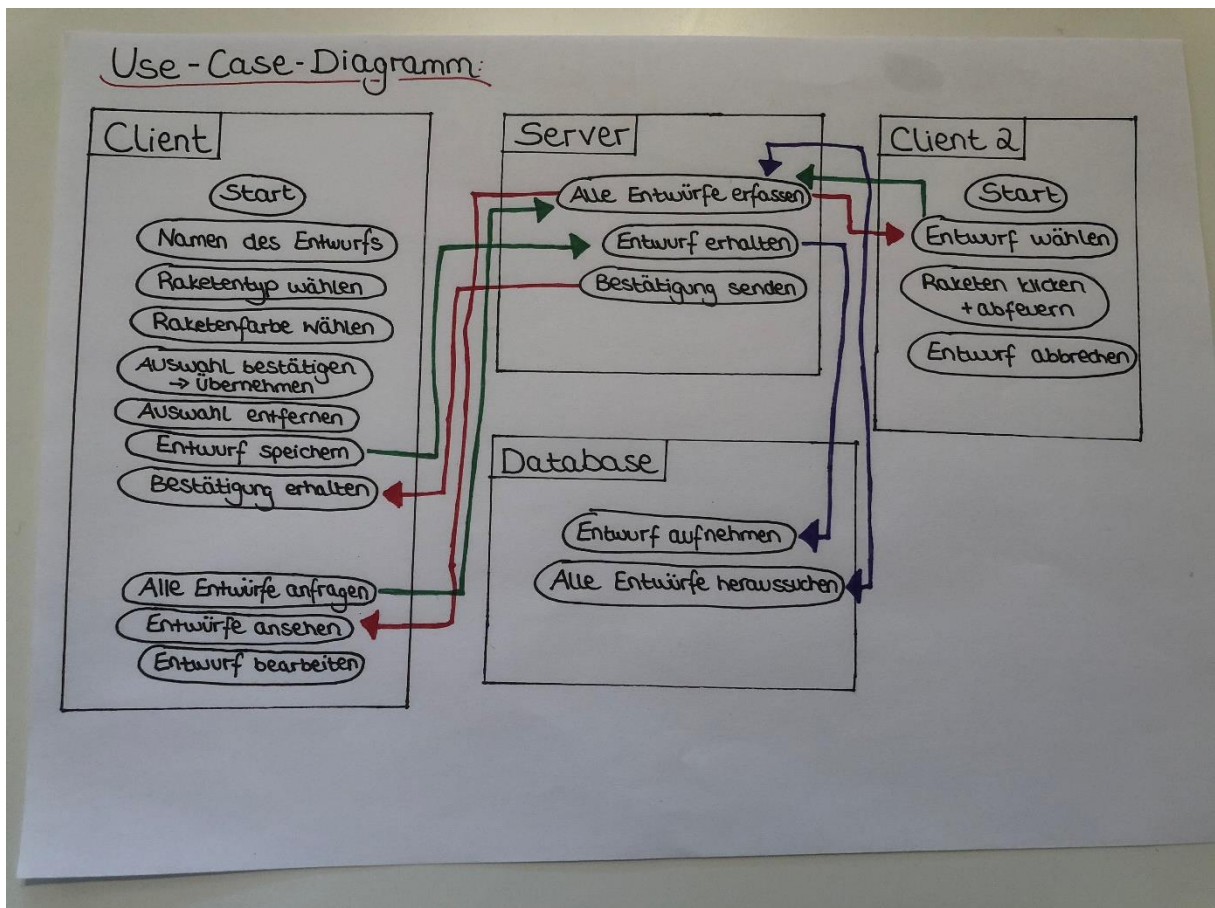 Use-Case-Diagramm:
Client
Start
Namen des Entwurfs
Raketentyp wählen
Raketenfarbe wählen
Auswahl bestätigen
→ übernehmen
Auswahl entfernen
Entwurf speichern
Bestätigung erhalten
Alle Entwürfe anfragen
Entwürfe ansehen
Entwurf bearbeiten
Server
Alle Entwürfe erfassen
Entwurf erhalten
Bestätigung senden
Database
Entwurf aufnehmen
Alle Entwürfe heraussuchen
Client 2
Start
Entwurf wählen
Raketen klicken
+ abfeuern
Entwurf abbrechen